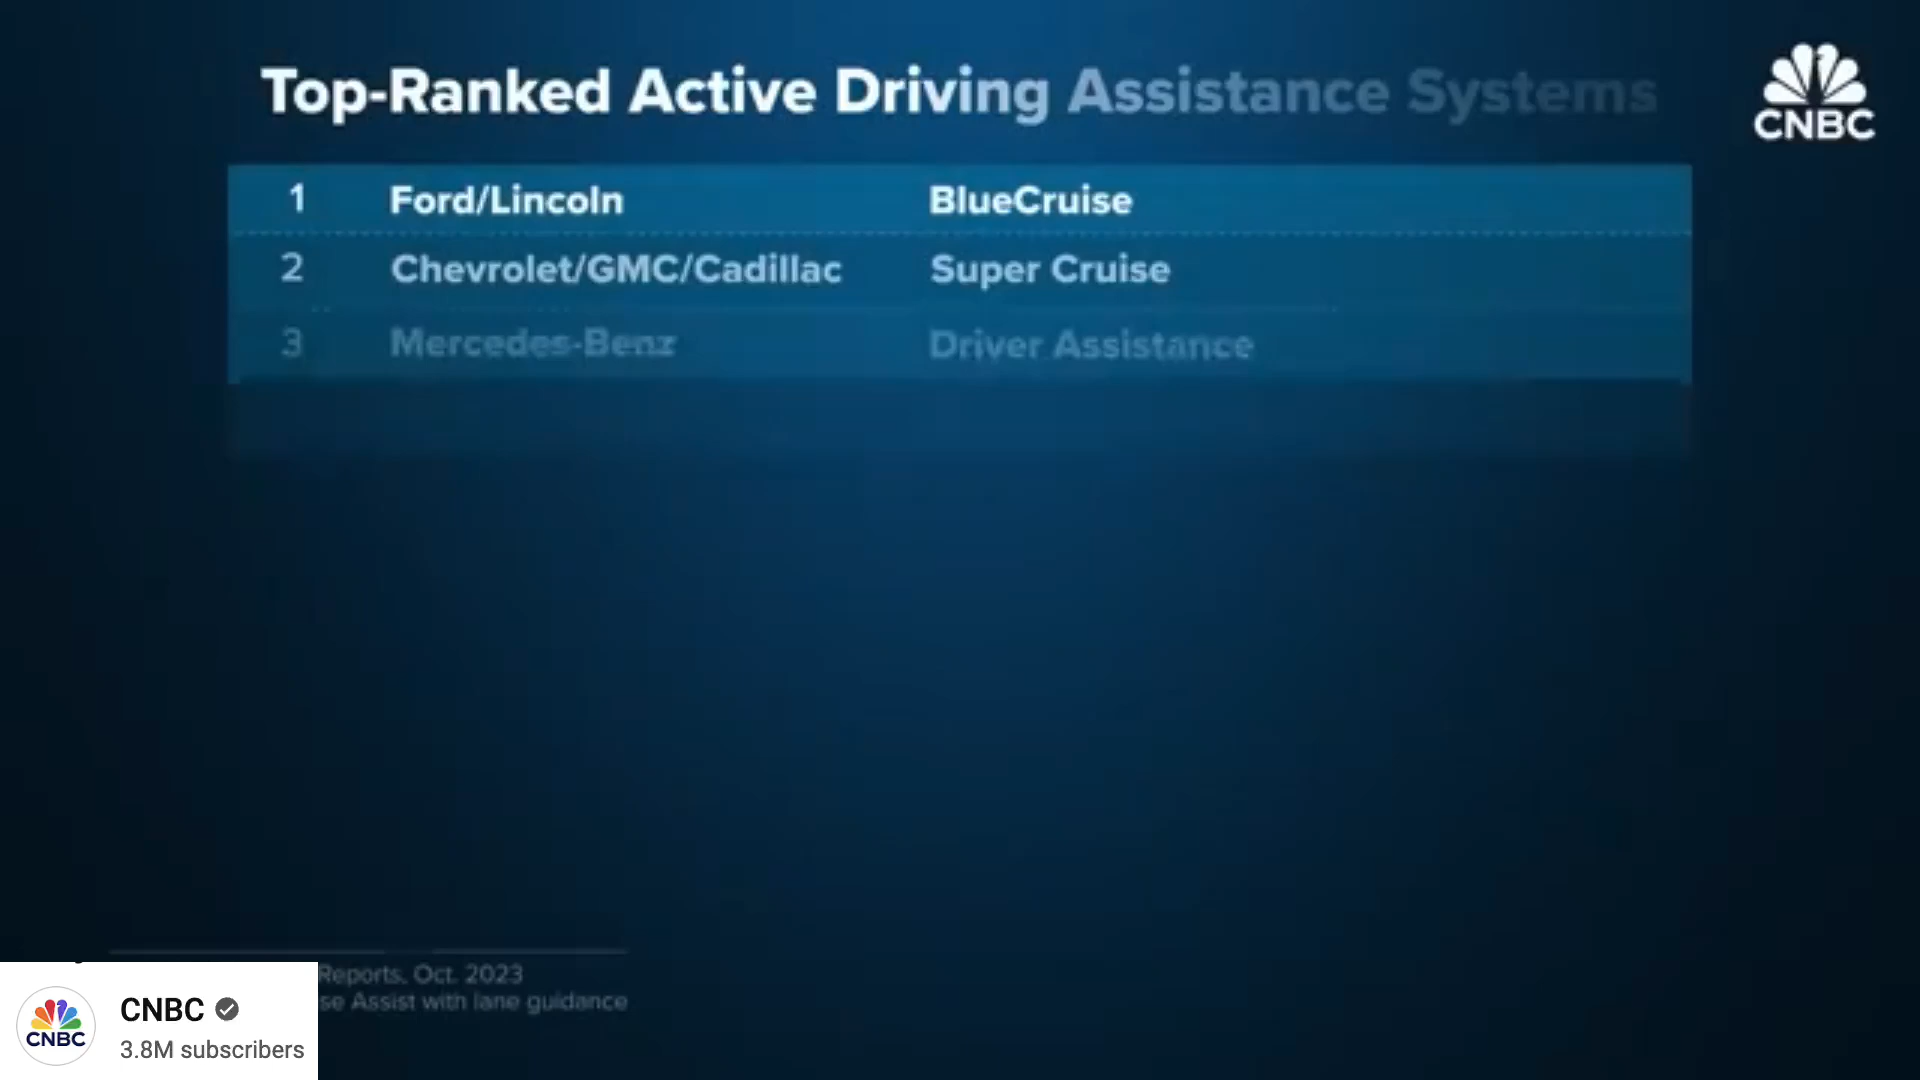 Top-Ranked Active Driving Assistance Systems
CNBC
1 Ford/Lincoln BlueCruise
2 Chevrolet/GMC/Cadillac Super Cruise
3 Mercedes-Benz Driver Assistance
Reports, Oct. 2023
se Assist with lane guidance
CNBC
CNBC
3.8M subscribers